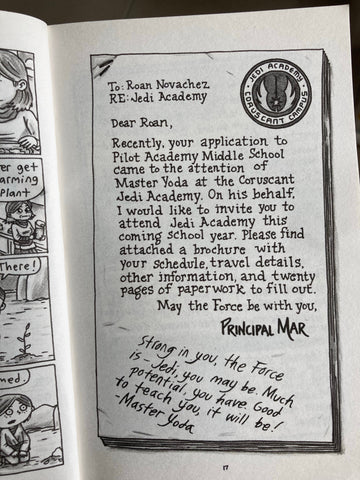 er get
arming
Plant
There!
med.
To: Roan Novachez
RE: Jedi Academy
JEDI ACADEMY
CORUSCANT CAMPUS
Dear Roan,
Recently, your application to
Pilot Academy Middle School
came to the attention of
Master Yoda at the Coruscant
Jedi Academy. On his behalf,
I would like to invite you to
attend Jedi Academy this
coming school year. Please find
attached a brochure with
your schedule, travel details,
other information, and twenty
pages of paperwork to fill out.
May the Force be with you,
PRINCIPAL MAR
Strong in you, the Force
is - Jedi, you may be. Much
potential, you have. Good
to teach you, it will be!
-Master Yoda
17